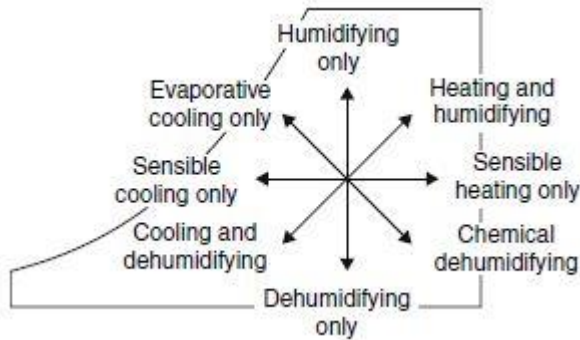 Humidifying
only
Evaporative
cooling only
Heating and
humidifying
Sensible
cooling only
Sensible
heating only
Cooling and
dehumidifying
Chemical
dehumidifying
Dehumidifying
only